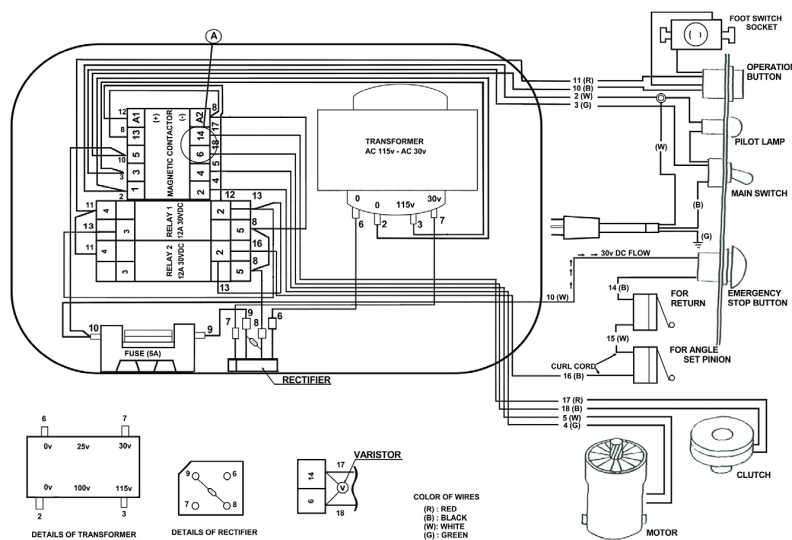 FOOT SWITCH
SOCKET
A
11 (R)
10 (B)
2 (W)
3 (G)
OPERATION
BUTTON
(W)
PILOT LAMP
MAIN SWITCH
(B)
(G)
12
8
10
3
2
A1
13
5
3
1
(+)
(-)
MAGNETIC CONTACTOR
A2
14
6
4
2
8
17
18
5
4
TRANSFORMER
AC 115v - AC 30v
0
0
115v
30v
6
2
3
7
12
13
11
13
11
4
3
4
3
RELAY 1
12A 30VDC
RELAY 2
12A 30VDC
2
5
2
5
8
16
8
13
30v DC FLOW
10 (W)
EMERGENCY
STOP BUTTON
14 (B)
FOR
RETURN
15 (W)
FOR ANGLE
SET PINION
CURL CORD
16 (B)
10
9
FUSE (5A)
7
9
8
6
RECTIFIER
17 (R)
18 (B)
5 (W)
4 (G)
CLUTCH
MOTOR
6
7
0v
25v
30v
0v
100v
115v
2
3
DETAILS OF TRANSFORMER
9
6
7
8
DETAILS OF RECTIFIER
14
6
17
18
V
VARISTOR
COLOR OF WIRES
(R) : RED
(B) : BLACK
(W): WHITE
(G) : GREEN